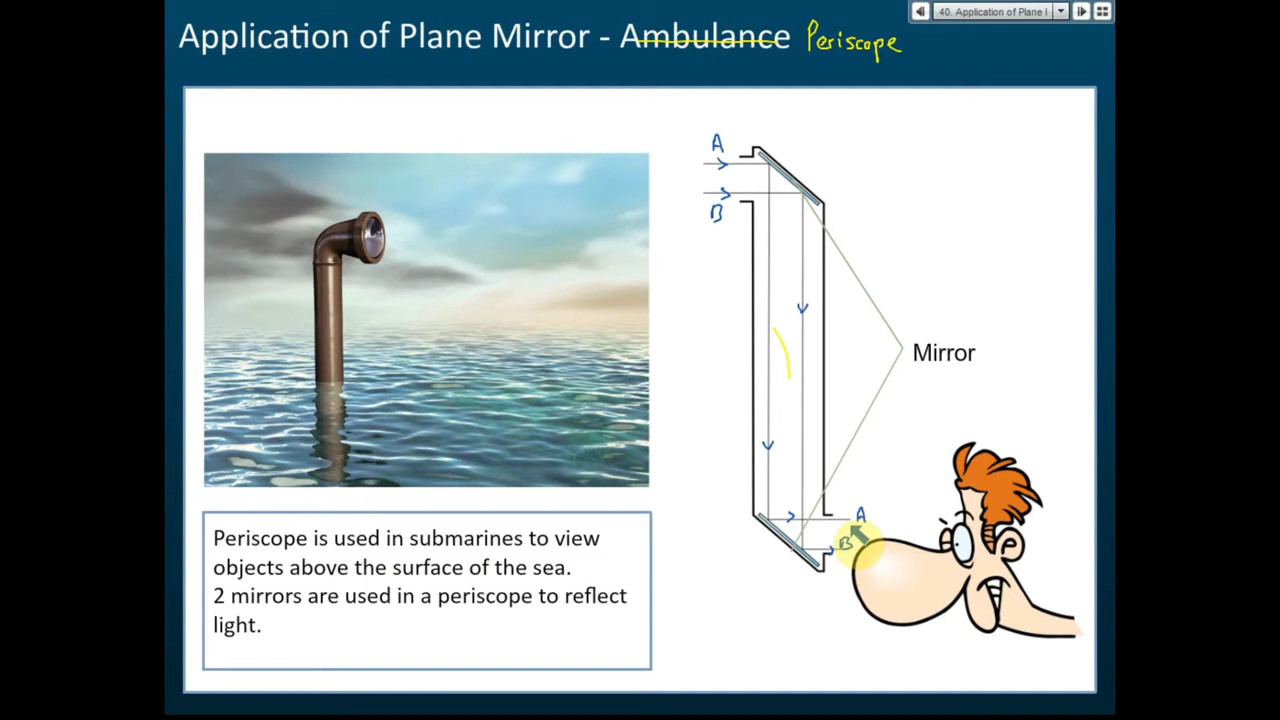 40. Application of Plane I
Application of Plane Mirror - Ambulance Periscope
A
B
Mirror
A
B
Periscope is used in submarines to view
objects above the surface of the sea.
2 mirrors are used in a periscope to reflect
light.